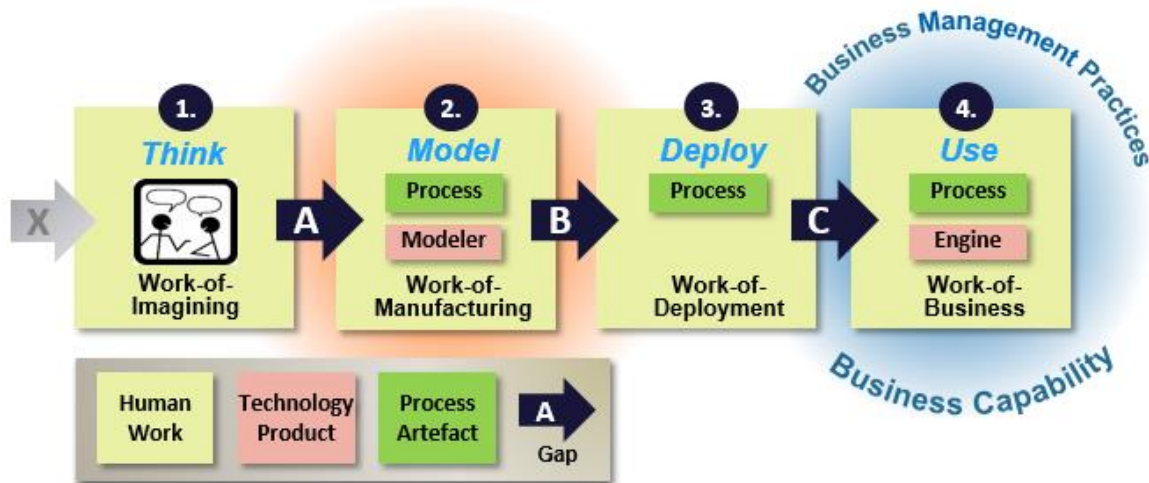 Business Management Practices
1.
2.
3.
4.
Think
Model
Deploy
Use
Process
Process
Process
X
A
B
C
Modeler
Engine
Work-of-
Imagining
Work-of-
Manufacturing
Work-of-
Deployment
Work-of-
Business
Business Capability
Human
Work
Technology
Product
Process
Artefact
A
Gap